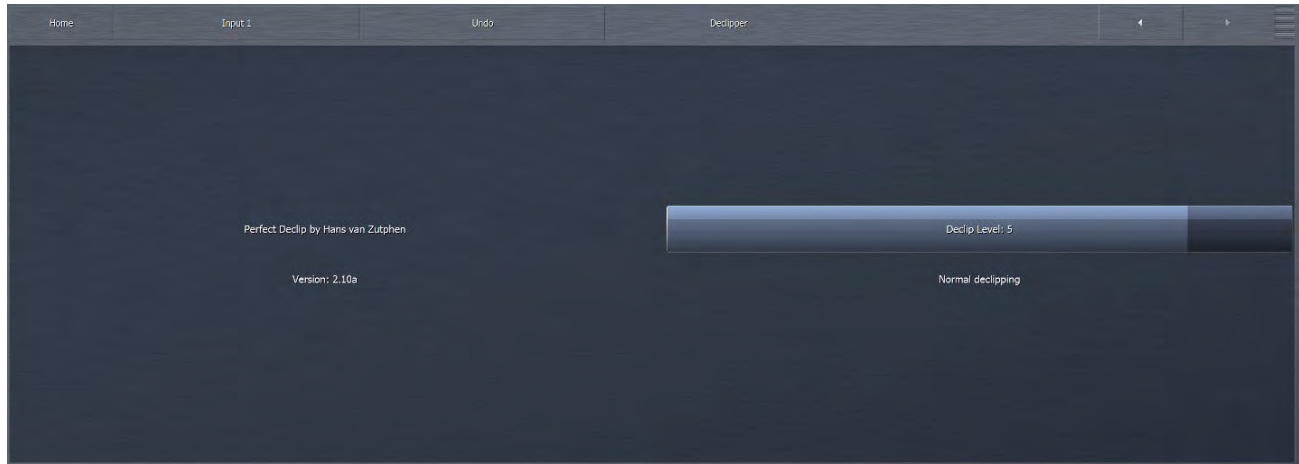 Home Input 1 Undo Declipper
Perfect Declip by Hans van Zutphen
Declip Level: 5
Version: 2.10a
Normal declipping